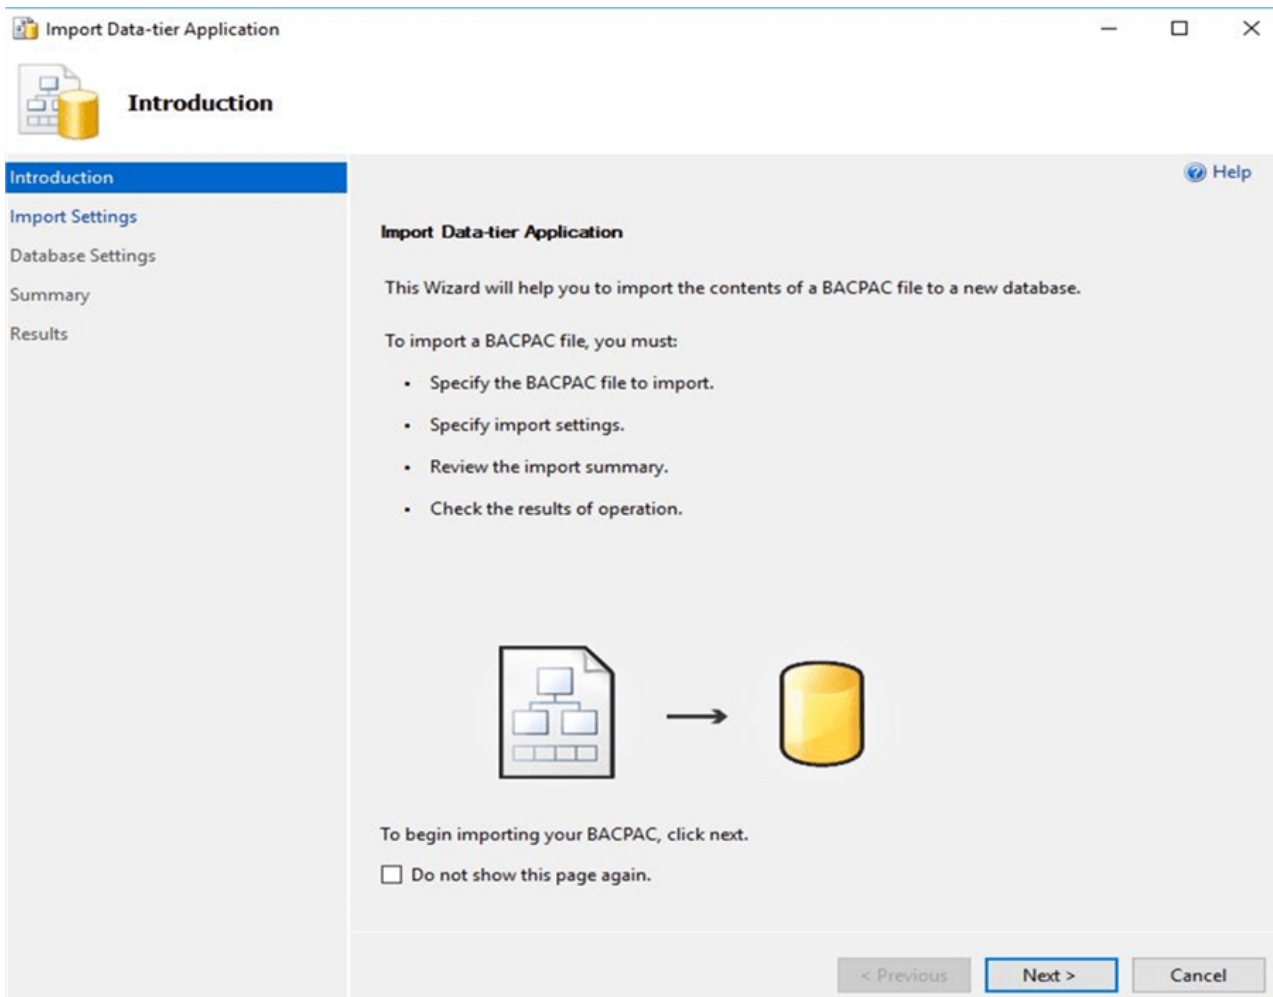 Import Data-tier Application
Introduction
Introduction
Import Settings
Database Settings
Summary
Results
Help
Import Data-tier Application
This Wizard will help you to import the contents of a BACPAC file to a new database.
To import a BACPAC file, you must:
• Specify the BACPAC file to import.
• Specify import settings.
• Review the import summary.
• Check the results of operation.
To begin importing your BACPAC, click next.
Do not show this page again.
< Previous
Next >
Cancel